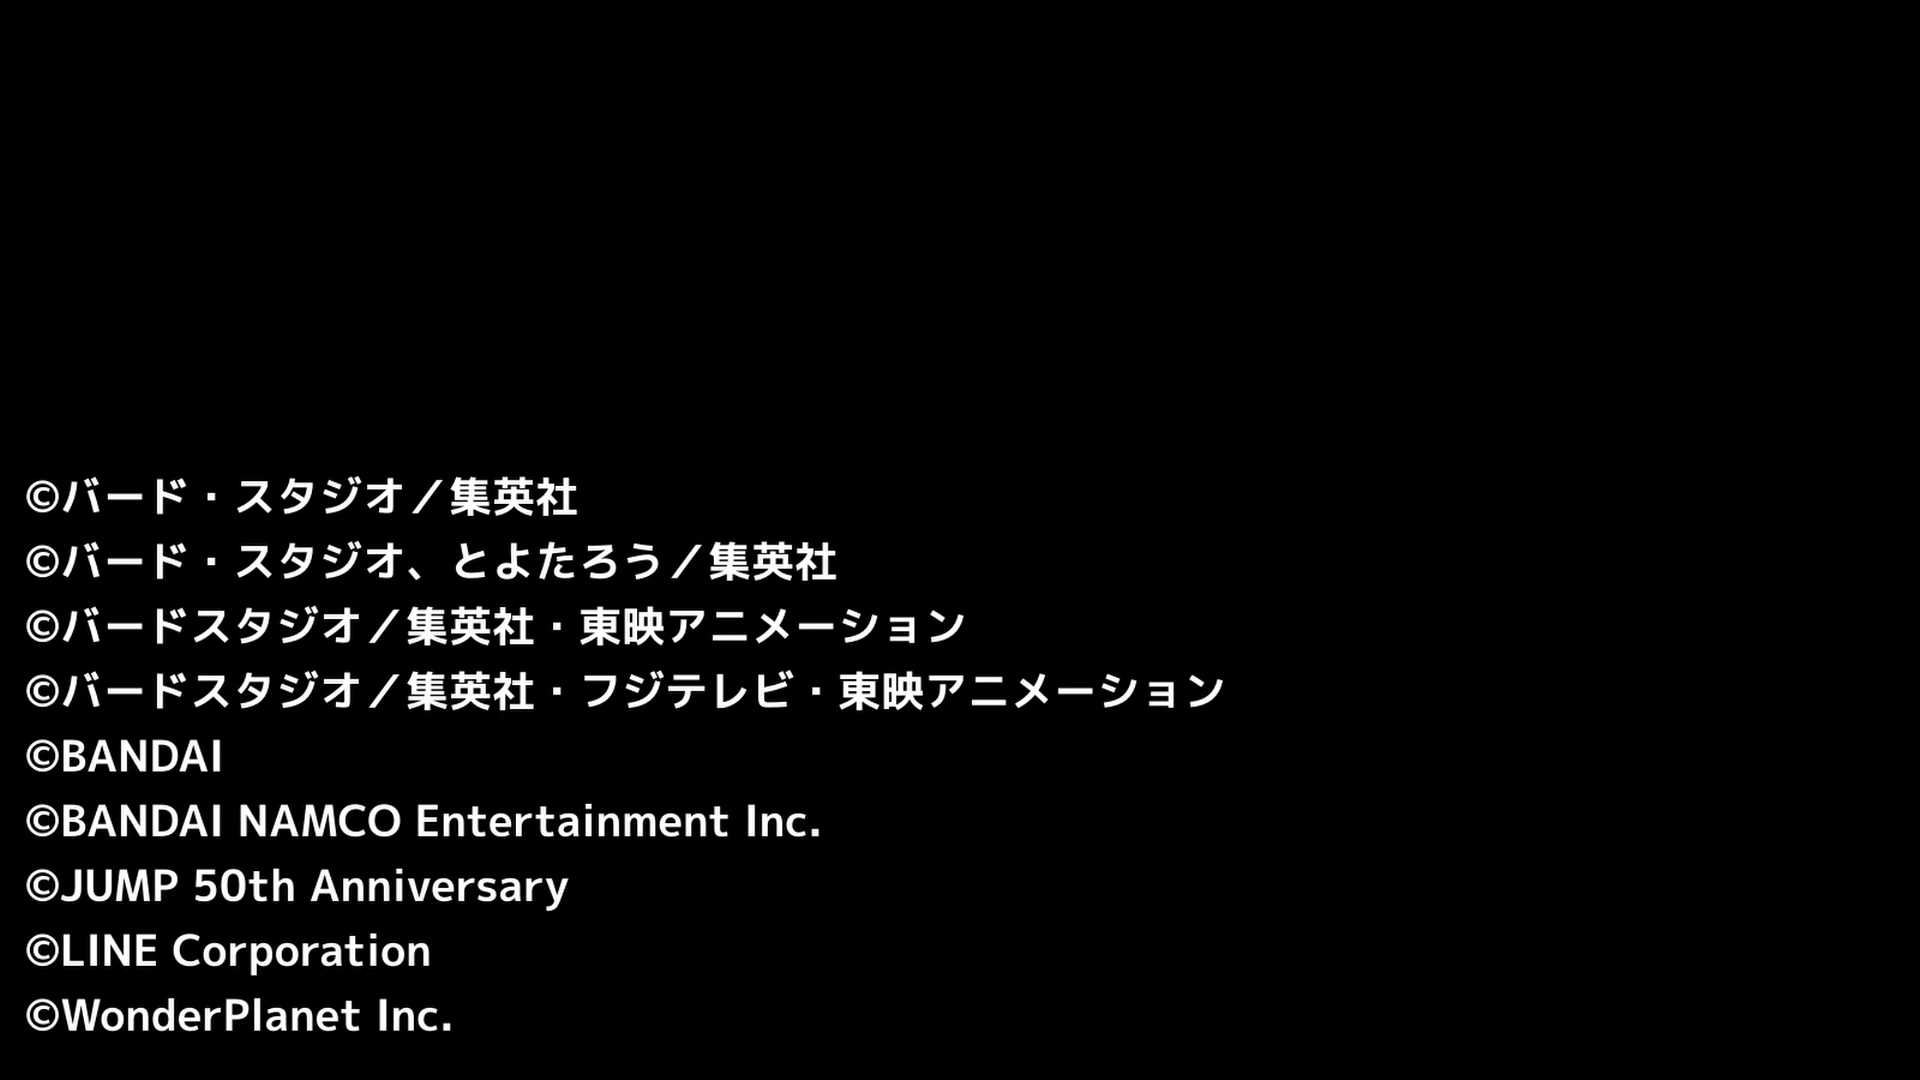 ©バード・スタジオ／集英社
©バード・スタジオ、とよたろう／集英社
©バードスタジオ／集英社・東映アニメーション
©バードスタジオ／集英社・フジテレビ・東映アニメーション
©BANDAI
©BANDAI NAMCO Entertainment Inc.
©JUMP 50th Anniversary
©LINE Corporation
©WonderPlanet Inc.